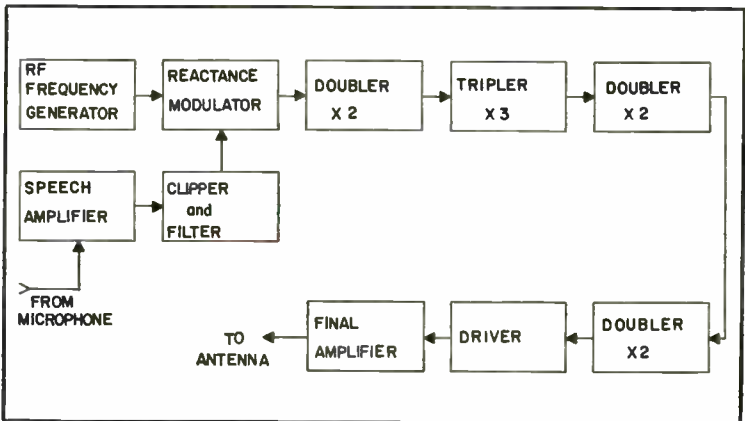 RF
FREQUENCY
GENERATOR
REACTANCE
MODULATOR
DOUBLER
X 2
TRIPLER
X 3
DOUBLER
X 2
SPEECH
AMPLIFIER
CLIPPER
and
FILTER
FROM
MICROPHONE
TO
ANTENNA
FINAL
AMPLIFIER
DRIVER
DOUBLER
X2